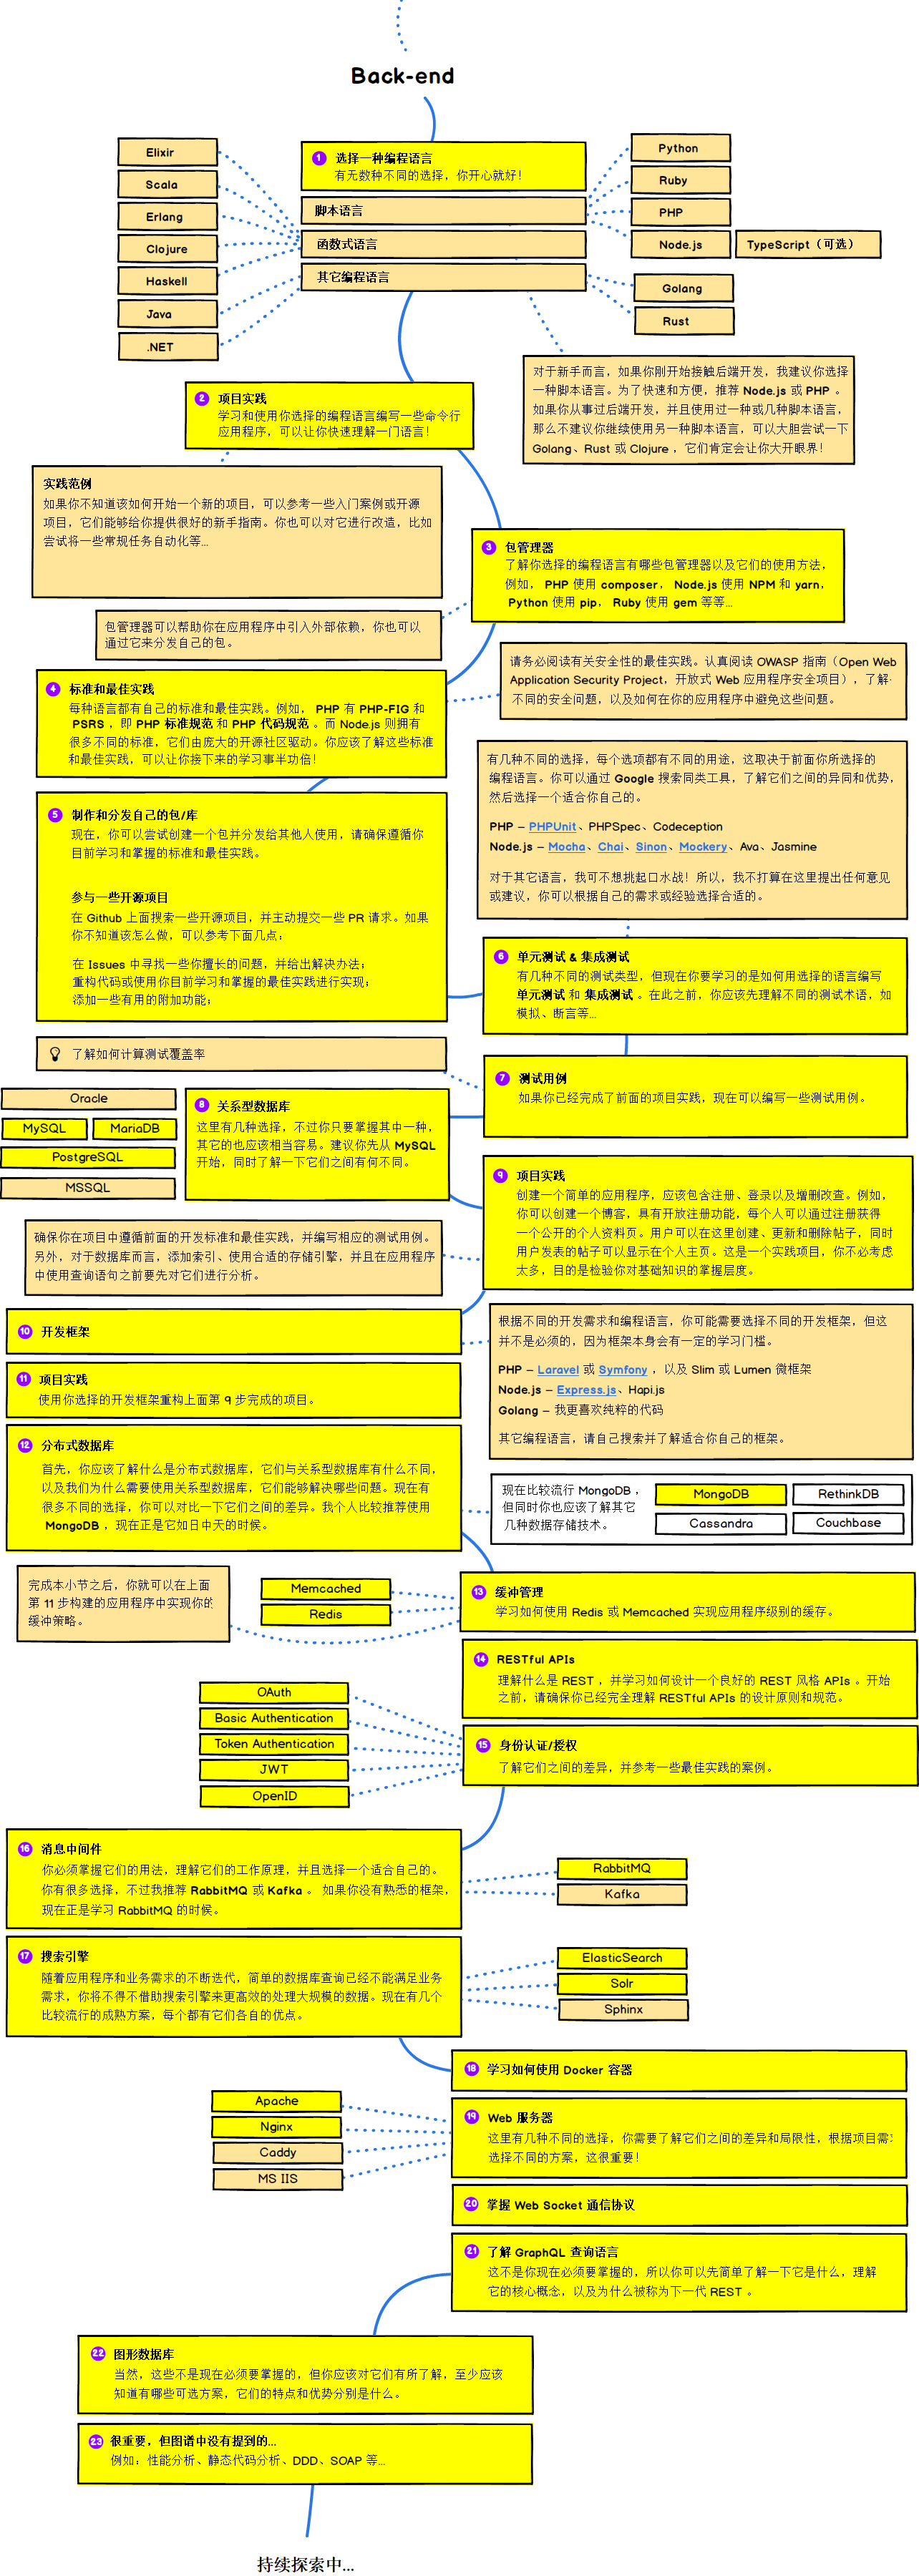 Back-end
Elixir
Scala
Erlang
Clojure
Haskell
Java
.NET
1 选择一种编程语言
有无数种不同的选择，你开心就好！
脚本语言
函数式语言
其它编程语言
Python
Ruby
PHP
Node.js
TypeScript（可选）
Golang
Rust
对于新手而言，如果你刚开始接触后端开发，我建议你选择
一种脚本语言。为了快速和方便，推荐 Node.js 或 PHP 。
如果你从事过后端开发，并且使用过一种或几种脚本语言，
那么不建议你继续使用另一种脚本语言，可以大胆尝试一下
Golang、Rust 或 Clojure ，它们肯定会让你大开眼界！
2 项目实践
学习和使用你选择的编程语言编写一些命令行
应用程序，可以让你快速理解一门语言！
实践范例
如果你不知道该如何开始一个新的项目，可以参考一些入门案例或开源
项目，它们能够给你提供很好的新手指南。你也可以对它进行改造，比如
尝试将一些常规任务自动化等...
3 包管理器
了解你选择的编程语言有哪些包管理器以及它们的使用方法，
例如， PHP 使用 composer， Node.js 使用 NPM 和 yarn，
Python 使用 pip， Ruby 使用 gem 等等...
包管理器可以帮助你在应用程序中引入外部依赖，你也可以
通过它来分发自己的包。
4 标准和最佳实践
每种语言都有自己的标准和最佳实践。例如， PHP 有 PHP-FIG 和
PSRS ，即 PHP 标准规范 和 PHP 代码规范 。而 Node.js 则拥有
很多不同的标准，它们由庞大的开源社区驱动。你应该了解这些标准
和最佳实践，可以让你接下来的学习事半功倍！
请务必阅读有关安全性的最佳实践。认真阅读 OWASP 指南（Open Web
Application Security Project，开放式 Web 应用程序安全项目），了解
不同的安全问题，以及如何在你的应用程序中避免这些问题。
有几种不同的选择，每个选项都有不同的用途，这取决于前面你所选择的
编程语言。你可以通过 Google 搜索同类工具，了解它们之间的异同和优势，
然后选择一个适合你自己的。
PHP – PHPUnit、PHPSpec、Codeception
Node.js – Mocha、Chai、Sinon、Mockery、Ava、Jasmine
对于其它语言，我可不想挑起口水战！所以，我不打算在这里提出任何意见
或建议，你可以根据自己的需求或经验选择合适的。
5 制作和分发自己的包/库
现在，你可以尝试创建一个包并分发给其他人使用，请确保遵循你
目前学习和掌握的标准和最佳实践。
参与一些开源项目
在 Github 上面搜索一些开源项目，并主动提交一些 PR 请求。如果
你不知道该怎么做，可以参考下面几点：
在 Issues 中寻找一些你擅长的问题，并给出解决办法；
重构代码或使用你目前学习和掌握的最佳实践进行实现；
添加一些有用的附加功能；
6 单元测试 & 集成测试
有几种不同的测试类型，但现在你要学习的是如何用选择的语言编写
单元测试 和 集成测试 。在此之前，你应该先理解不同的测试术语，如
模拟、断言等...
了解如何计算测试覆盖率
7 测试用例
如果你已经完成了前面的项目实践，现在可以编写一些测试用例。
Oracle
MySQL
MariaDB
PostgreSQL
MSSQL
8 关系型数据库
这里有几种选择，不过你只要掌握其中一种，
其它的也应该相当容易。建议你先从 MySQL
开始，同时了解一下它们之间有何不同。
9 项目实践
创建一个简单的应用程序，应该包含注册、登录以及增删改查。例如，
你可以创建一个博客，具有开放注册功能，每个人可以通过注册获得
一个公开的个人资料页。用户可以在这里创建、更新和删除帖子，同时
用户发表的帖子可以显示在个人主页。这是一个实践项目，你不必考虑
太多，目的是检验你对基础知识的掌握层度。
确保你在项目中遵循前面的开发标准和最佳实践，并编写相应的测试用例。
另外，对于数据库而言，添加索引、使用合适的存储引擎，并且在应用程序
中使用查询语句之前要先对它们进行分析。
10 开发框架
根据不同的开发需求和编程语言，你可能需要选择不同的开发框架，但这
并不是必须的，因为框架本身会有一定的学习门槛。
PHP – Laravel 或 Symfony ，以及 Slim 或 Lumen 微框架
Node.js – Express.js、Hapi.js
Golang – 我更喜欢纯粹的代码
其它编程语言，请自己搜索并了解适合你自己的框架。
11 项目实践
使用你选择的开发框架重构上面第 9 步完成的项目。
12 分布式数据库
首先，你应该了解什么是分布式数据库，它们与关系型数据库有什么不同，
以及我们为什么需要使用关系型数据库，它们能够解决哪些问题。现在有
很多不同的选择，你可以对比一下它们之间的差异。我个人比较推荐使用
MongoDB ，现在正是它如日中天的时候。
现在比较流行 MongoDB ，
但同时你也应该了解其它
几种数据存储技术。
MongoDB
RethinkDB
Cassandra
Couchbase
完成本小节之后，你就可以在上面
第 11 步构建的应用程序中实现你的
缓冲策略。
Memcached
Redis
13 缓冲管理
学习如何使用 Redis 或 Memcached 实现应用程序级别的缓存。
14 RESTful APIs
理解什么是 REST ，并学习如何设计一个良好的 REST 风格 APIs 。开始
之前，请确保你已经完全理解 RESTful APIs 的设计原则和规范。
OAuth
Basic Authentication
Token Authentication
JWT
OpenID
15 身份认证/授权
了解它们之间的差异，并参考一些最佳实践的案例。
16 消息中间件
你必须掌握它们的用法，理解它们的工作原理，并且选择一个适合自己的。
你有很多选择，不过我推荐 RabbitMQ 或 Kafka 。 如果你没有熟悉的框架，
现在正是学习 RabbitMQ 的时候。
RabbitMQ
Kafka
17 搜索引擎
随着应用程序和业务需求的不断迭代，简单的数据库查询已经不能满足业务
需求，你将不得不借助搜索引擎来更高效的处理大规模的数据。现在有几个
比较流行的成熟方案，每个都有它们各自的优点。
ElasticSearch
Solr
Sphinx
18 学习如何使用 Docker 容器
Apache
Nginx
Caddy
MS IIS
19 Web 服务器
这里有几种不同的选择，你需要了解它们之间的差异和局限性，根据项目需求
选择不同的方案，这很重要！
20 掌握 Web Socket 通信协议
21 了解 GraphQL 查询语言
这不是你现在必须要掌握的，所以你可以先简单了解一下它是什么，理解
它的核心概念，以及为什么被称为下一代 REST 。
22 图形数据库
当然，这些不是现在必须要掌握的，但你应该对它们有所了解，至少应该
知道有哪些可选方案，它们的特点和优势分别是什么。
23 很重要，但图谱中没有提到的...
例如：性能分析、静态代码分析、DDD、SOAP 等...
持续探索中...